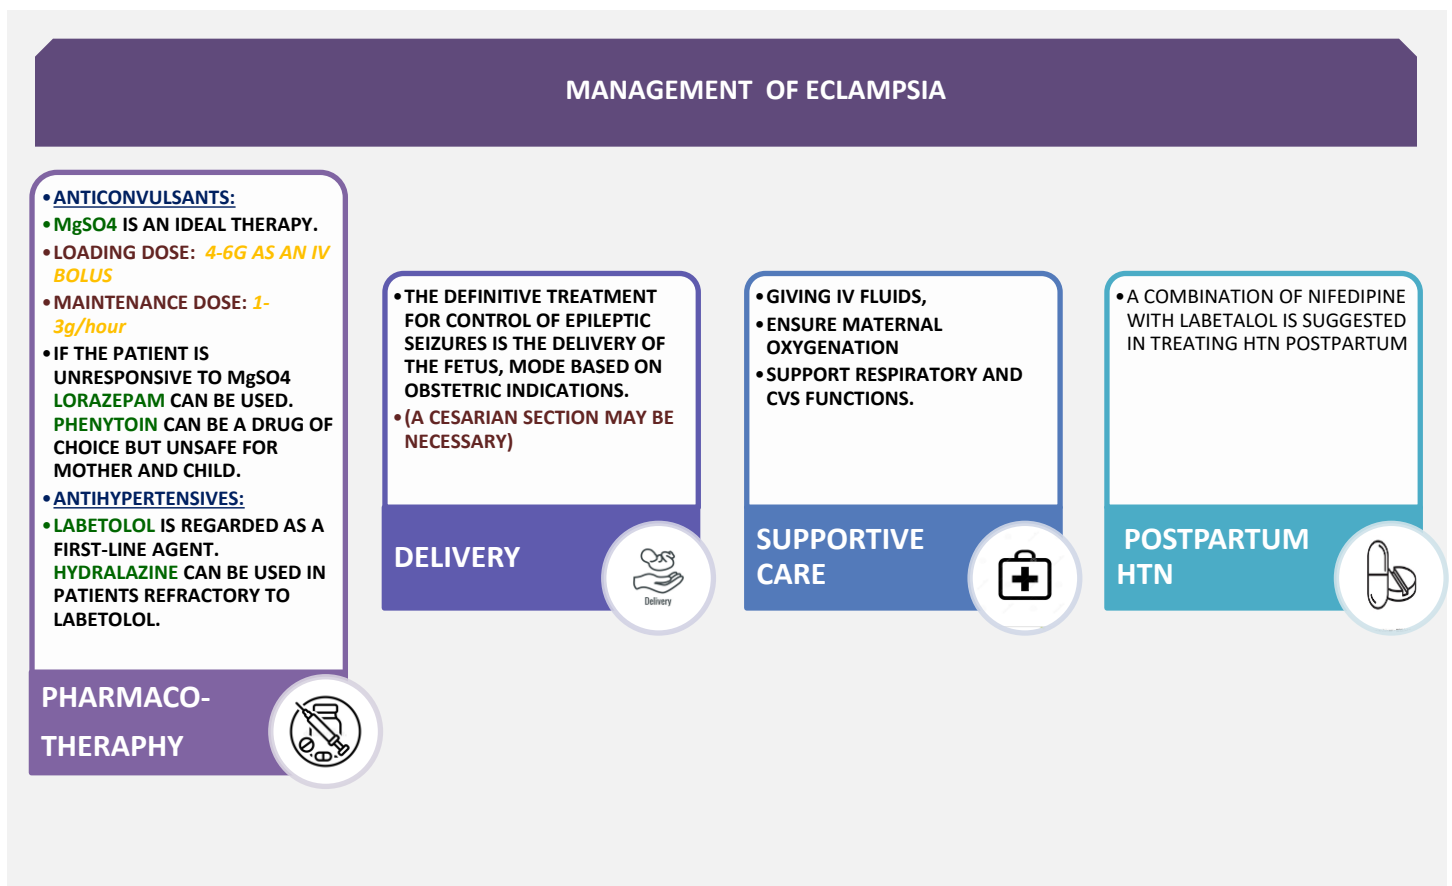 MANAGEMENT OF ECLAMPSIA
•ANTICONVULSANTS:
•MgSO4 IS AN IDEAL THERAPY.
•LOADING DOSE: 4-6G AS AN IV
BOLUS
•MAINTENANCE DOSE: 1-
3g/hour
•IF THE PATIENT IS
UNRESPONSIVE TO MgSO4
LORAZEPAM CAN BE USED.
PHENYTOIN CAN BE A DRUG OF
CHOICE BUT UNSAFE FOR
MOTHER AND CHILD.
•ANTIHYPERTENSIVES:
•LABETOLOL IS REGARDED AS A
FIRST-LINE AGENT.
HYDRALAZINE CAN BE USED IN
PATIENTS REFRACTORY TO
LABETOLOL.
PHARMACO-
THERAPHY
•THE DEFINITIVE TREATMENT
FOR CONTROL OF EPILEPTIC
SEIZURES IS THE DELIVERY OF
THE FETUS, MODE BASED ON
OBSTETRIC INDICATIONS.
•(A CESARIAN SECTION MAY BE
NECESSARY)
DELIVERY
Delivery
•GIVING IV FLUIDS,
•ENSURE MATERNAL
OXYGENATION
•SUPPORT RESPIRATORY AND
CVS FUNCTIONS.
SUPPORTIVE
CARE
•A COMBINATION OF NIFEDIPINE
WITH LABETALOL IS SUGGESTED
IN TREATING HTN POSTPARTUM
POSTPARTUM
HTN